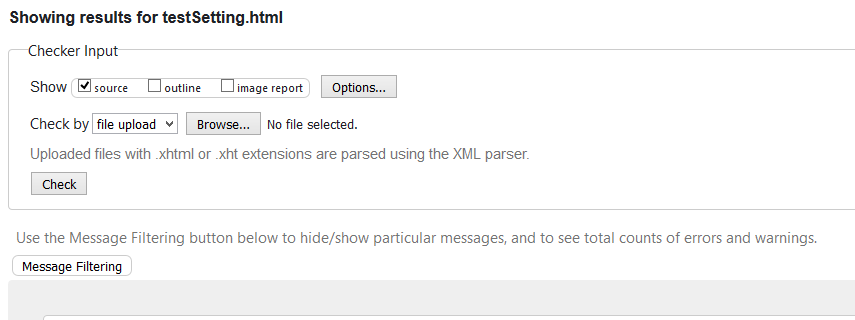 Showing results for testSetting.html
Checker Input
Show source outline image report Options...
Check by file upload Browse... No file selected.
Uploaded files with .xhtml or .xht extensions are parsed using the XML parser.
Check
Use the Message Filtering button below to hide/show particular messages, and to see total counts of errors and warnings.
Message Filtering